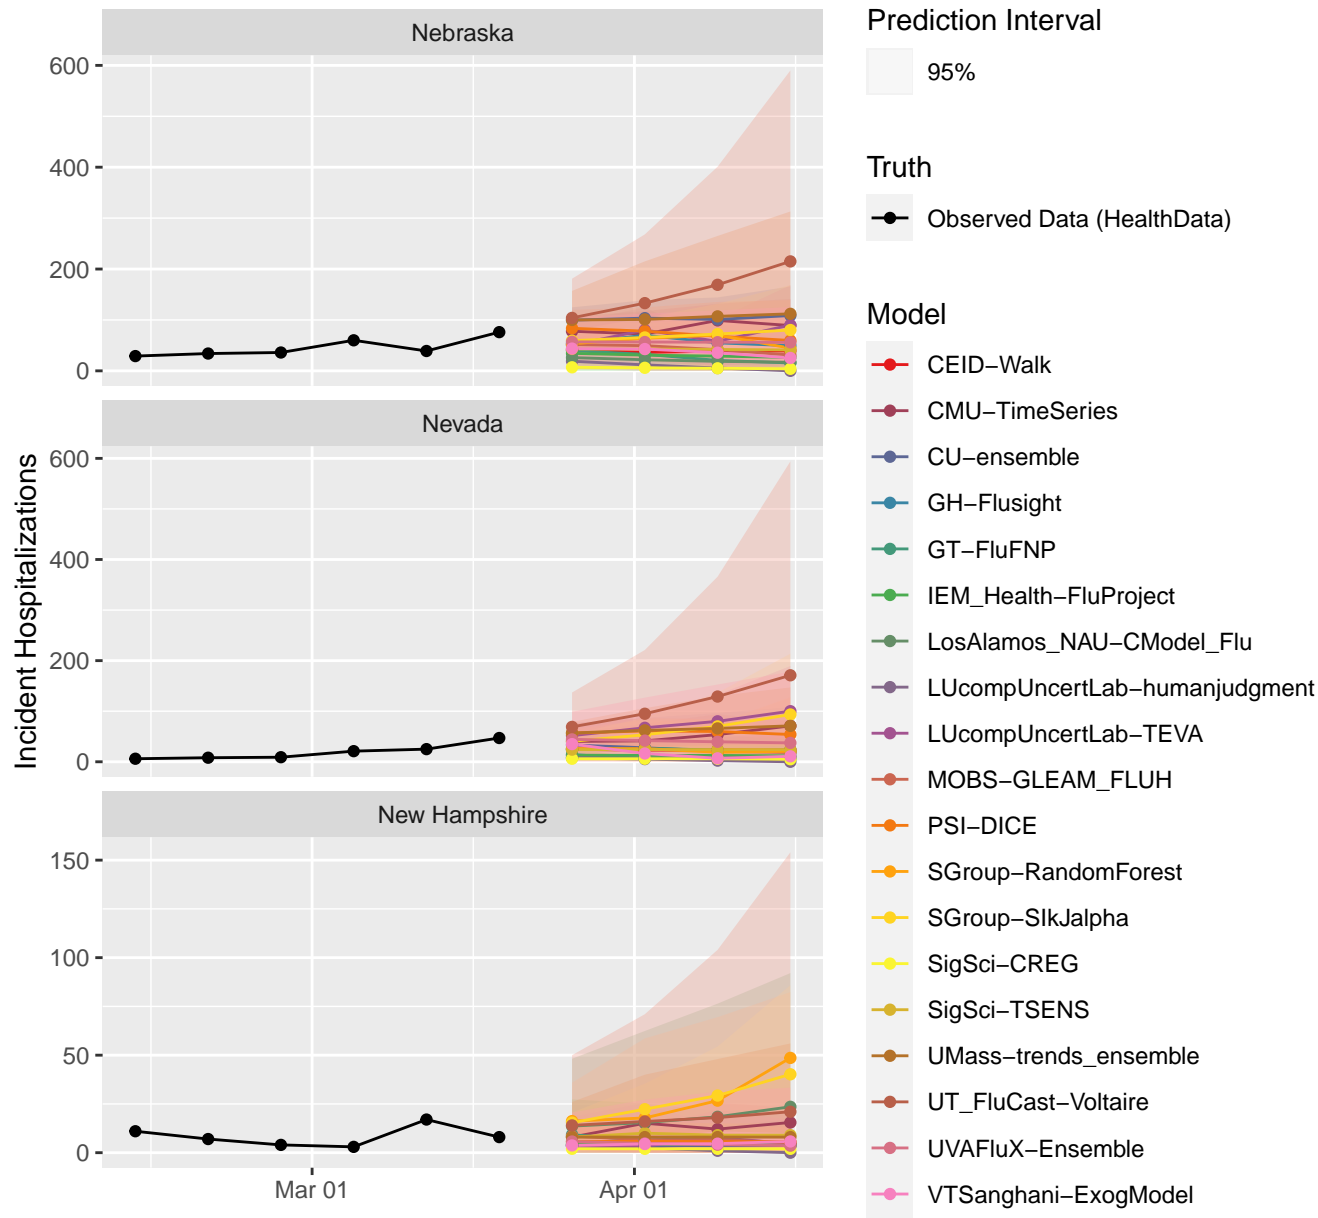 Nebraska
600
400
200
0
Nevada
600
400
200
0
New Hampshire
150
100
50
0
Mar 01
Apr 01
Incident Hospitalizations
Prediction Interval
95%
Truth
Observed Data (HealthData)
Model
CEID−Walk
CMU−TimeSeries
CU−ensemble
GH−Flusight
GT−FluFNP
IEM_Health−FluProject
LosAlamos_NAU−CModel_Flu
LUcompUncertLab−humanjudgment
LUcompUncertLab−TEVA
MOBS−GLEAM_FLUH
PSI−DICE
SGroup−RandomForest
SGroup−SIkJalpha
SigSci−CREG
SigSci−TSENS
UMass−trends_ensemble
UT_FluCast−Voltaire
UVAFluX−Ensemble
VTSanghani−ExogModel